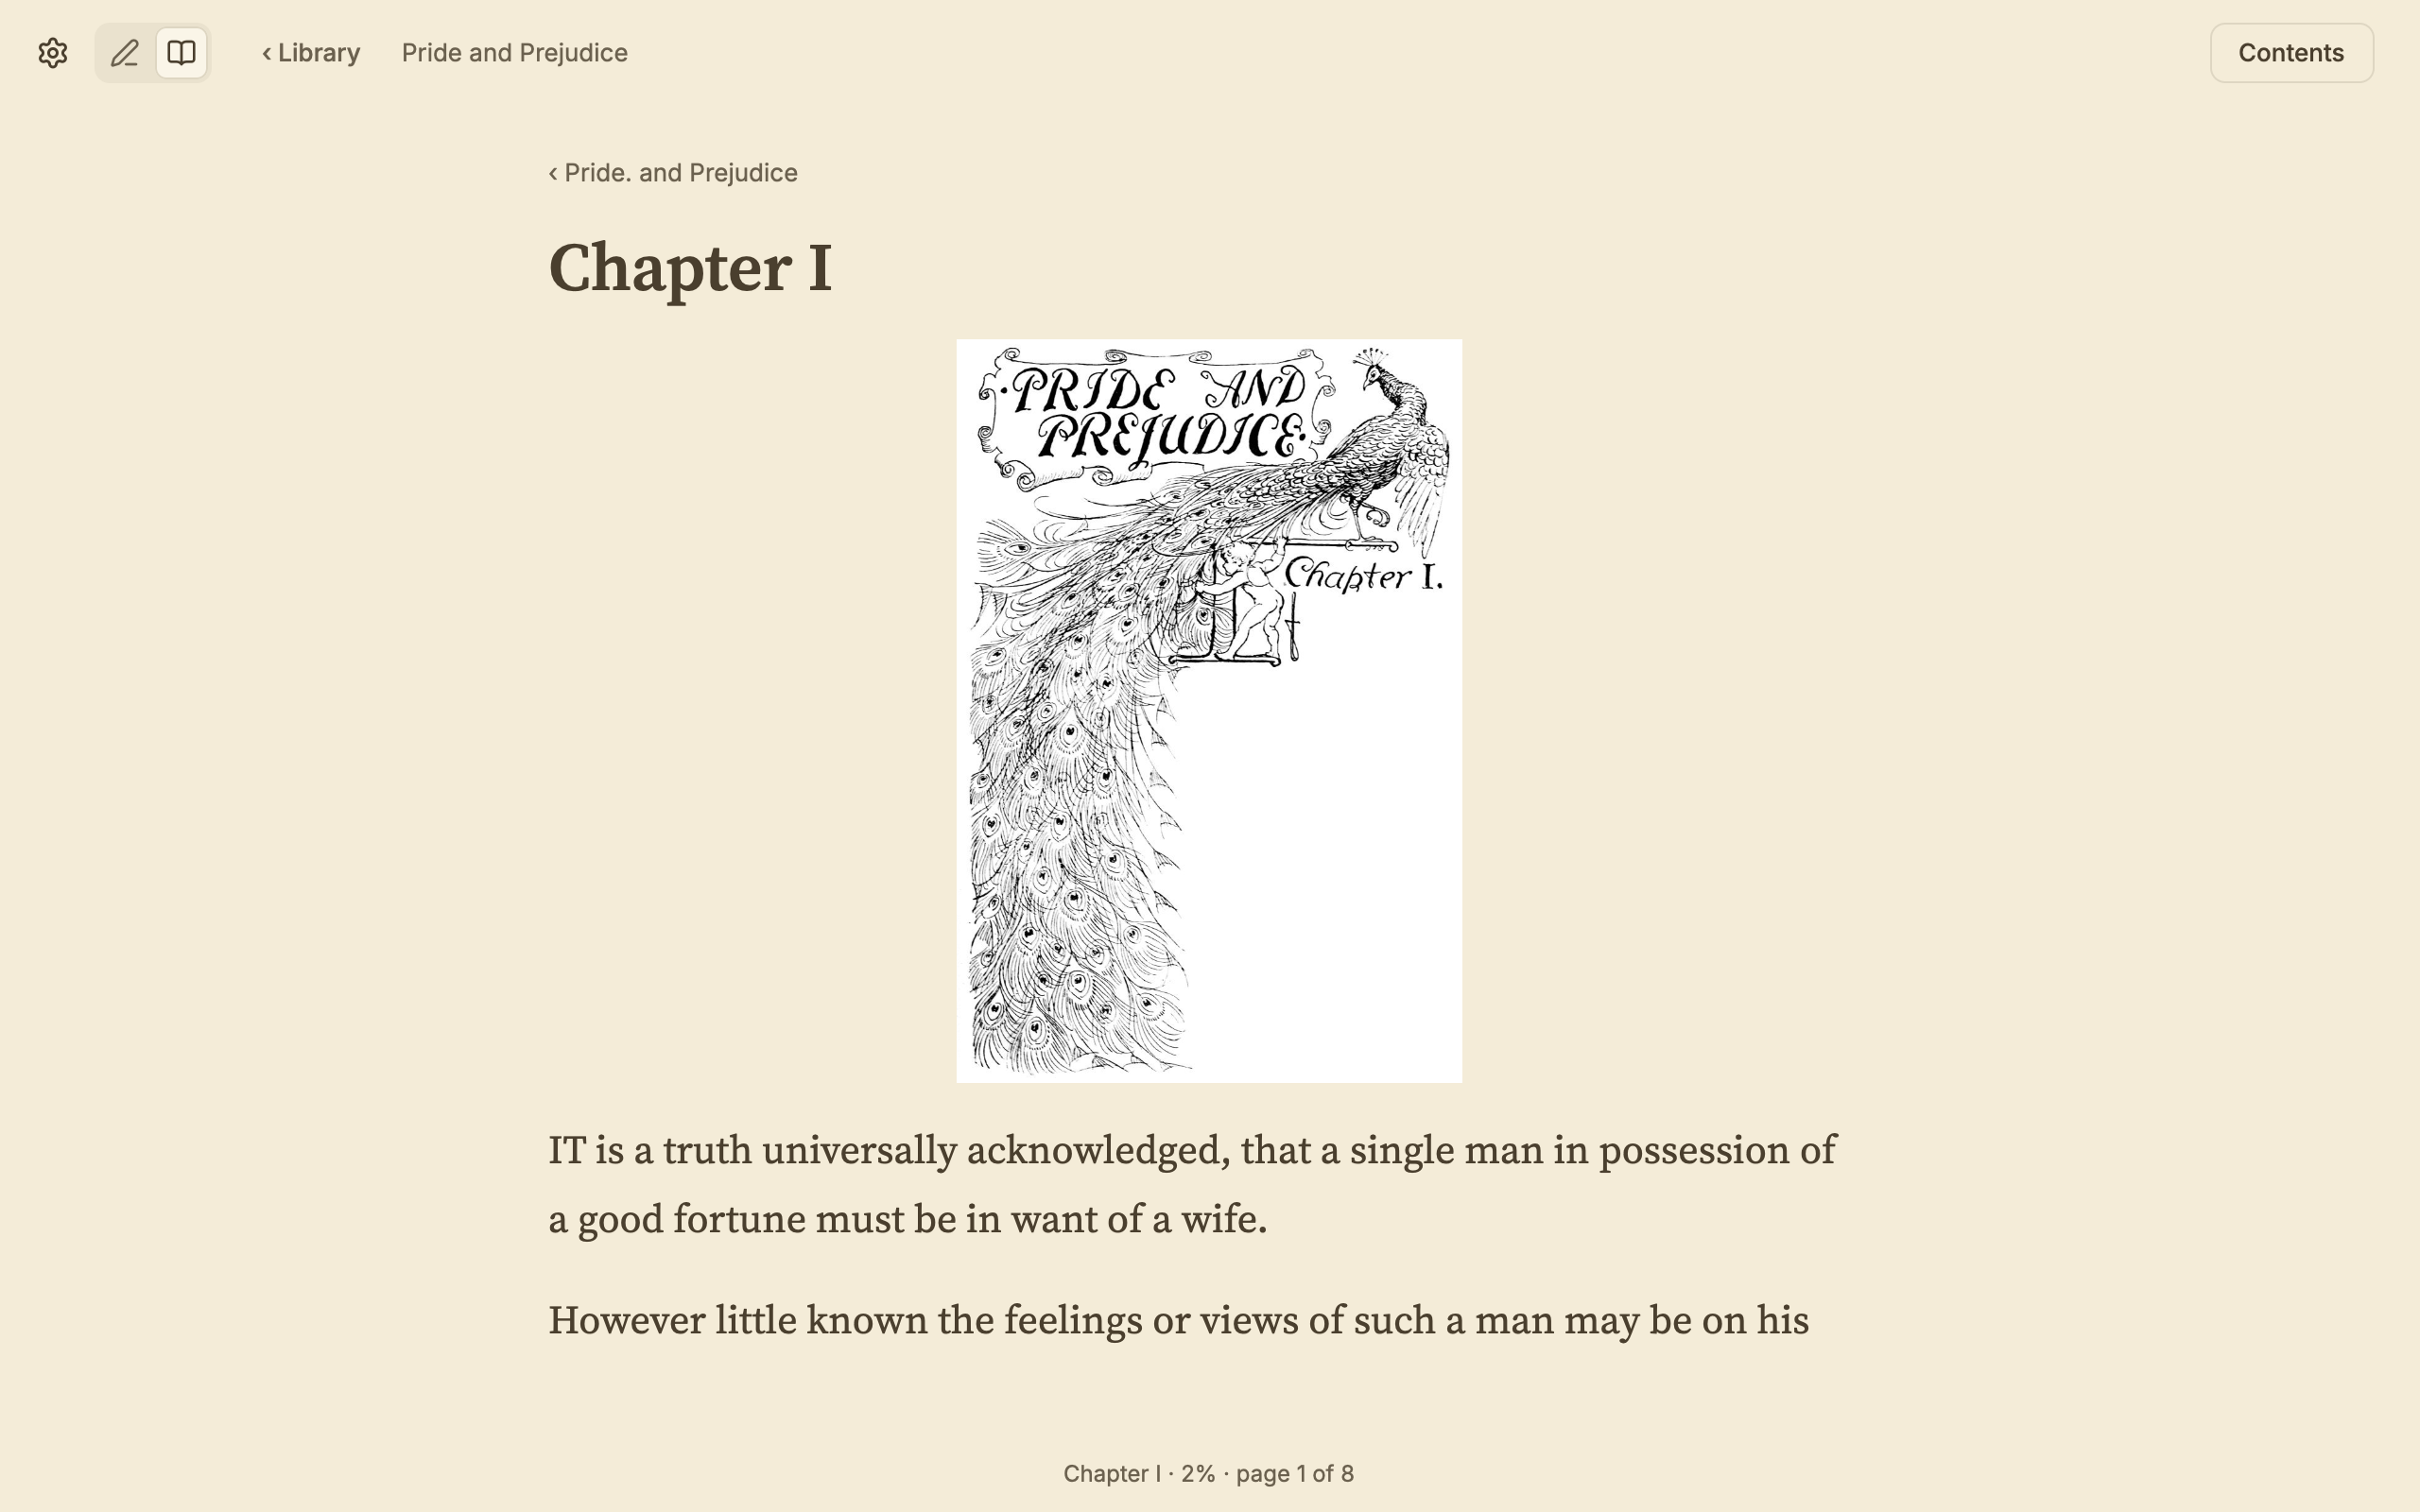 ‹ Library
Pride and Prejudice
Contents
‹ Pride. and Prejudice
Chapter I
·PRIDE AND
PREJUDICE·
Chapter I.
It
IT is a truth universally acknowledged, that a single man in possession of
a good fortune must be in want of a wife.
However little known the feelings or views of such a man may be on his
Chapter I · 2% · page 1 of 8